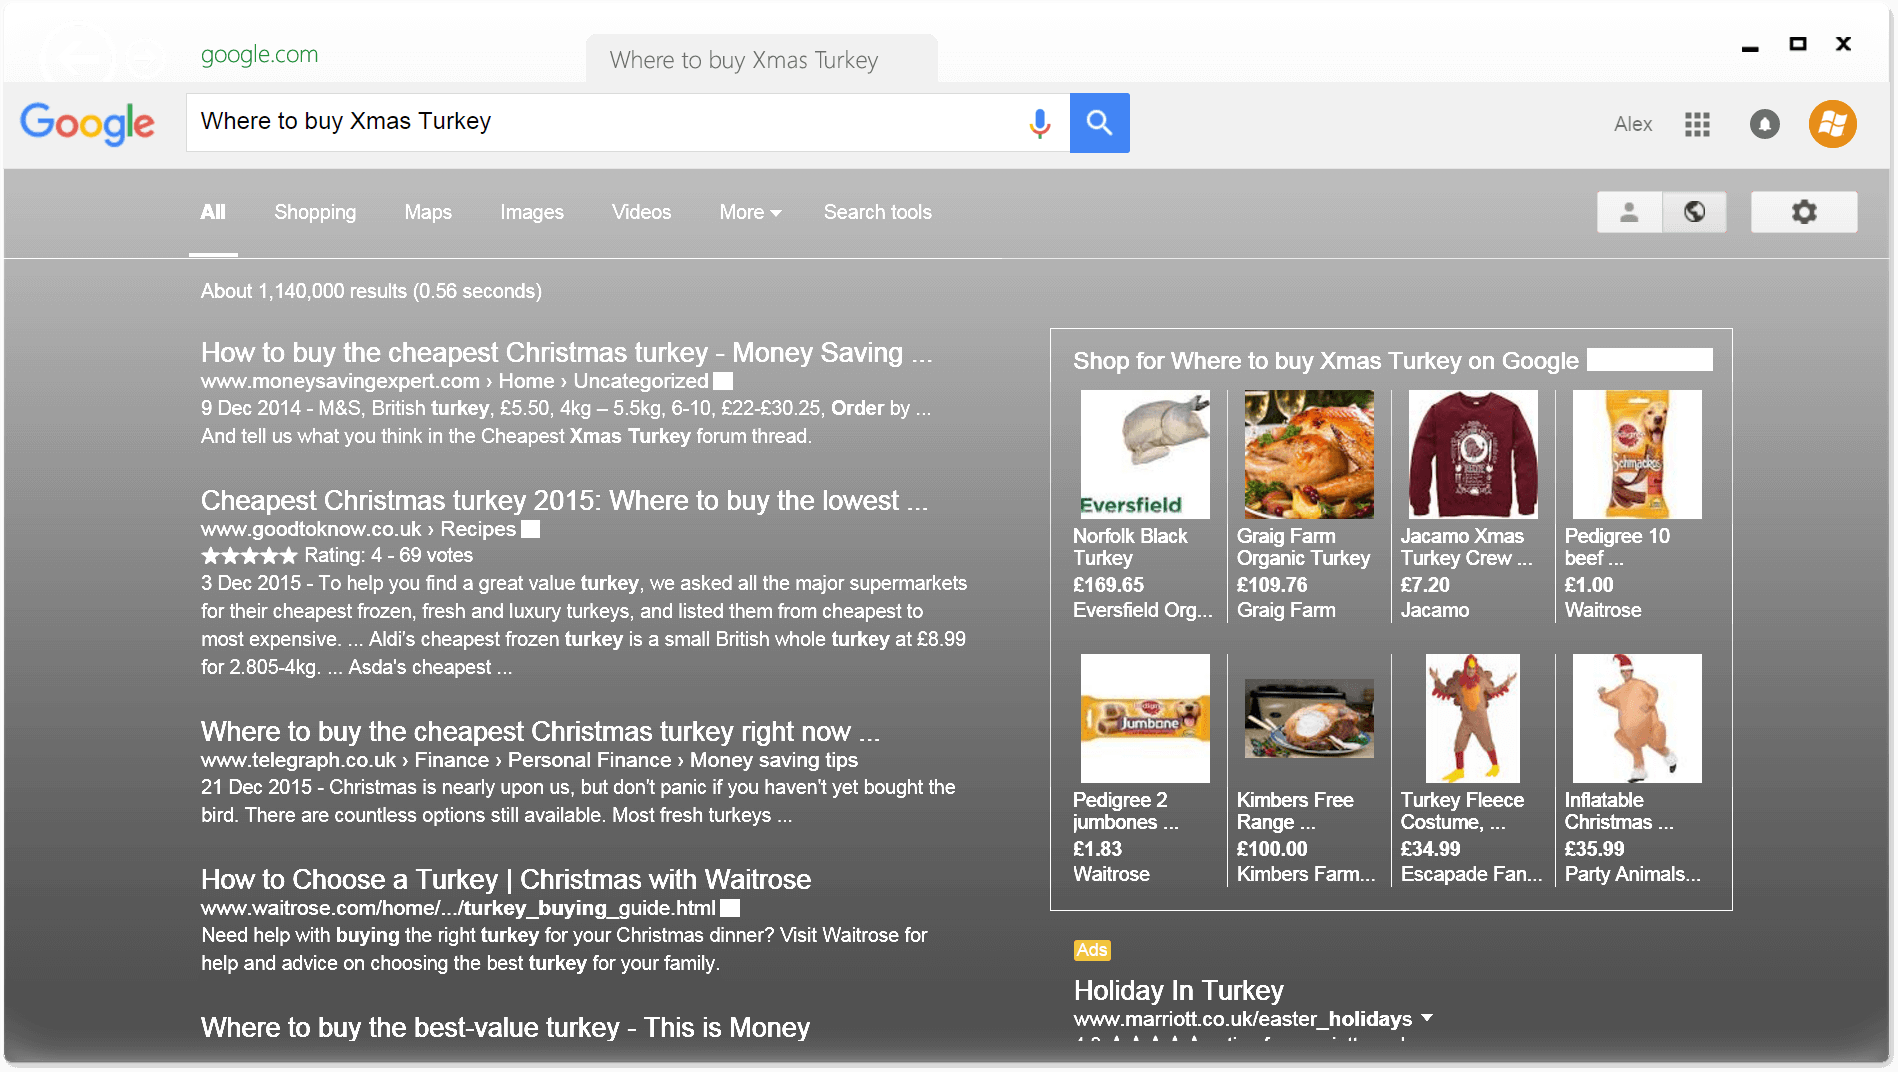 google.com
Where to buy Xmas Turkey
Google
Where to buy Xmas Turkey
Alex
All
Shopping
Maps
Images
Videos
More
Search tools
About 1,140,000 results (0.56 seconds)
How to buy the cheapest Christmas turkey - Money Saving ...
www.moneysavingexpert.com › Home › Uncategorized
9 Dec 2014 - M&S, British turkey, £5.50, 4kg – 5.5kg, 6-10, £22-£30.25, Order by ...
And tell us what you think in the Cheapest Xmas Turkey forum thread.
Cheapest Christmas turkey 2015: Where to buy the lowest ...
www.goodtoknow.co.uk › Recipes
Rating: 4 - 69 votes
3 Dec 2015 - To help you find a great value turkey, we asked all the major supermarkets
for their cheapest frozen, fresh and luxury turkeys, and listed them from cheapest to
most expensive. ... Aldi's cheapest frozen turkey is a small British whole turkey at £8.99
for 2.805-4kg. ... Asda's cheapest ...
Where to buy the cheapest Christmas turkey right now ...
www.telegraph.co.uk › Finance › Personal Finance › Money saving tips
21 Dec 2015 - Christmas is nearly upon us, but don't panic if you haven't yet bought the
bird. There are countless options still available. Most fresh turkeys ...
How to Choose a Turkey | Christmas with Waitrose
www.waitrose.com/home/.../turkey_buying_guide.html
Need help with buying the right turkey for your Christmas dinner? Visit Waitrose for
help and advice on choosing the best turkey for your family.
Where to buy the best-value turkey - This is Money
Shop for Where to buy Xmas Turkey on Google
Eversfield
Norfolk Black
Turkey
£169.65
Eversfield Org...
Graig Farm
Organic Turkey
£109.76
Graig Farm
Jacamo Xmas
Turkey Crew ...
£7.20
Jacamo
Pedigree
Schmackos
Pedigree 10
beef ...
£1.00
Waitrose
Pedigree
Jumbone
Pedigree 2
jumbones ...
£1.83
Waitrose
Kimbers Free
Range ...
£100.00
Kimbers Farm...
Turkey Fleece
Costume, ...
£34.99
Escapade Fan...
Inflatable
Christmas ...
£35.99
Party Animals...
Ads
Holiday In Turkey
www.marriott.co.uk/easter_holidays